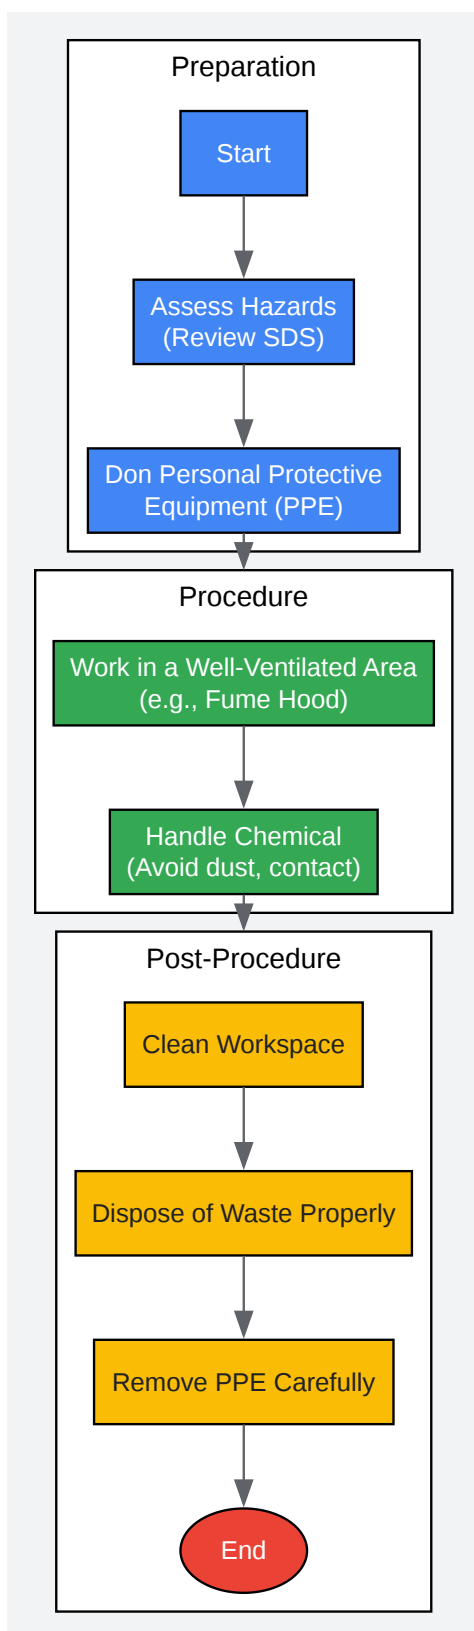 Preparation
Start
Assess Hazards
(Review SDS)
Don Personal Protective
Equipment (PPE)
Procedure
Work in a Well-Ventilated Area
(e.g., Fume Hood)
Handle Chemical
(Avoid dust, contact)
Post-Procedure
Clean Workspace
Dispose of Waste Properly
Remove PPE Carefully
End